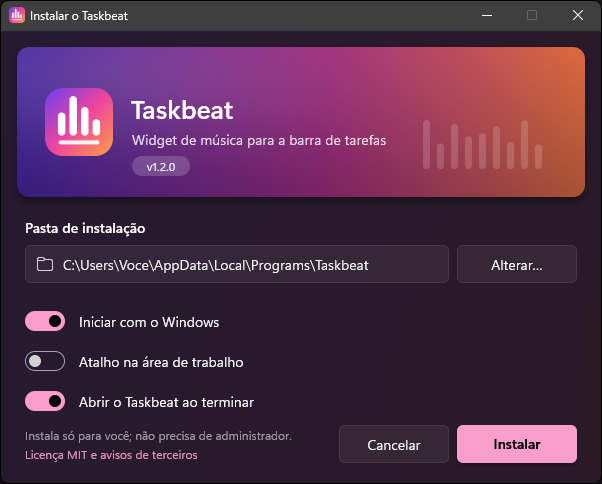 Instalar o Taskbeat
Taskbeat
Widget de música para a barra de tarefas
v1.2.0
Pasta de instalação
C:\Users\Voce\AppData\Local\Programs\Taskbeat
Alterar...
Iniciar com o Windows
Atalho na área de trabalho
Abrir o Taskbeat ao terminar
Instala só para você; não precisa de administrador.
Licença MIT e avisos de terceiros
Cancelar
Instalar